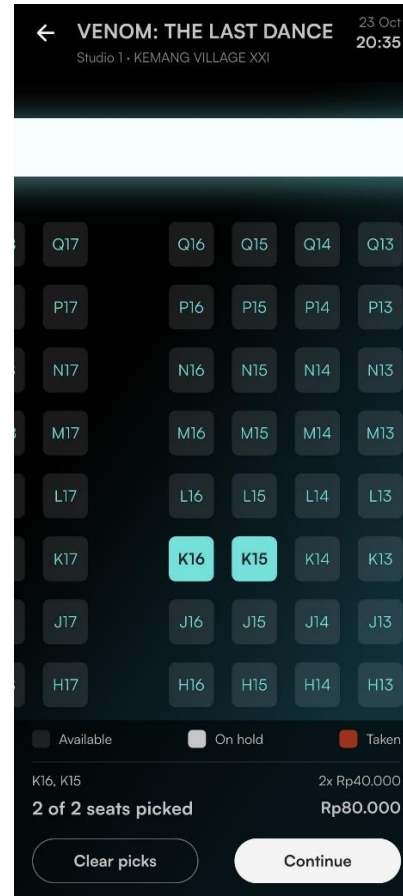 VENOM: THE LAST DANCE
23 Oct
Studio 1 • KEMANG VILLAGE XXI
20:35
Q17 Q16 Q15 Q14 Q13
P17 P16 P15 P14 P13
N17 N16 N15 N14 N13
M17 M16 M15 M14 M13
L17 L16 L15 L14 L13
K17 K16 K15 K14 K13
J17 J16 J15 J14 J13
H17 H16 H15 H14 H13
Available On hold Taken
K16, K15 2x Rp40.000
2 of 2 seats picked Rp80.000
Clear picks Continue